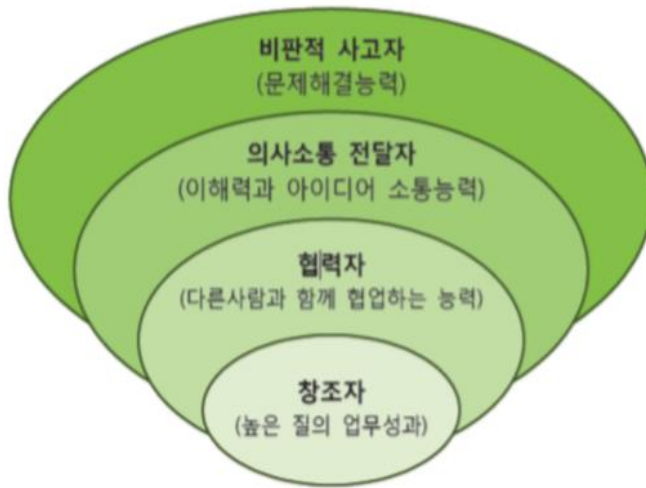 비판적 사고자
(문제해결능력)
의사소통 전달자
(이해력과 아이디어 소통능력)
협력자
(다른사람과 함께 협업하는 능력)
창조자
(높은 질의 업무성과)